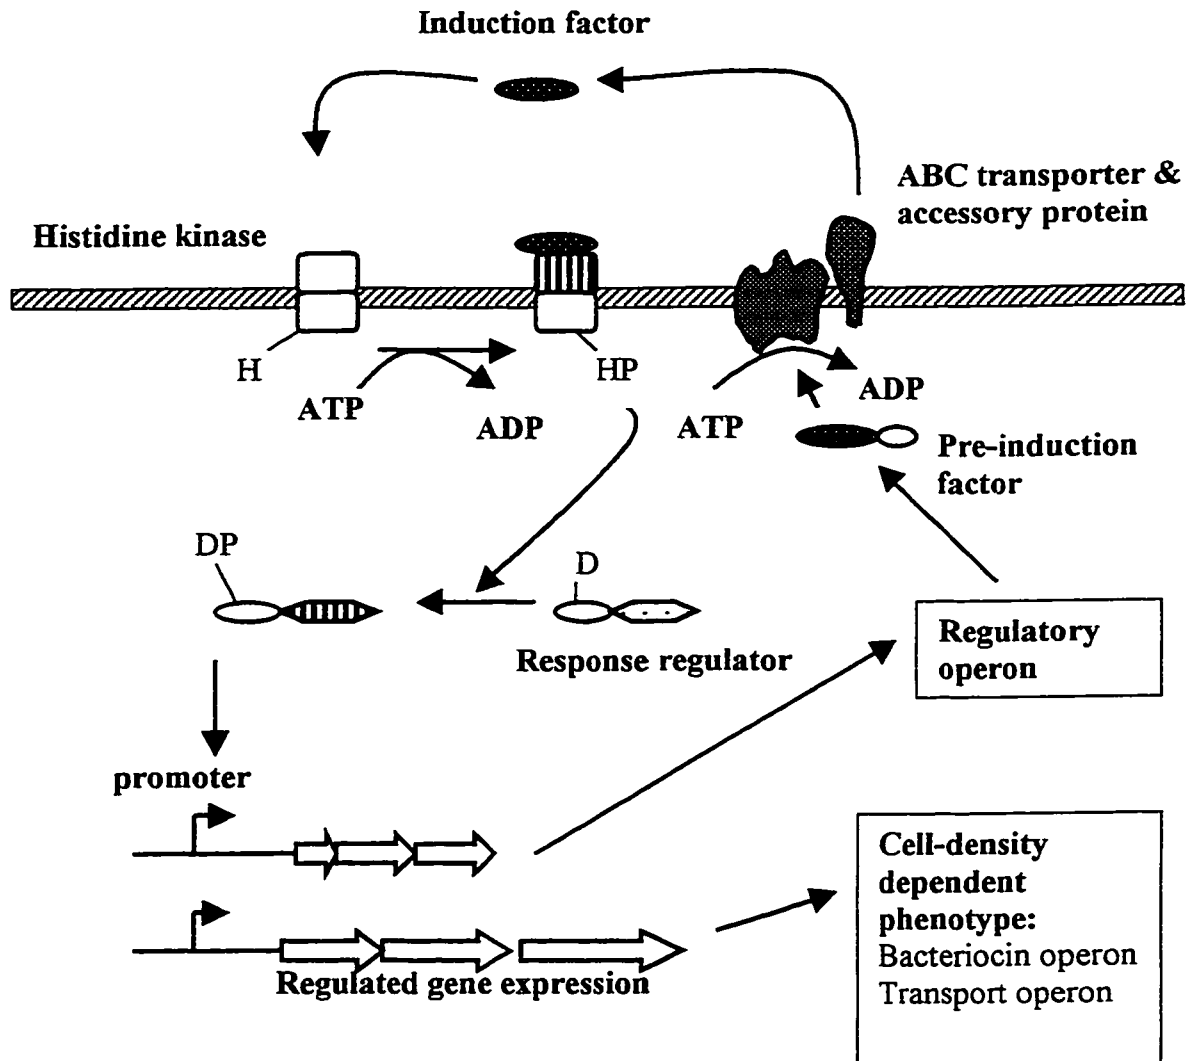 Induction factor
ABC transporter &
accessory protein
Histidine kinase
H
HP
ATP
ADP
ATP
ADP
Pre-induction
factor
DP
D
Response regulator
Regulatory
operon
promoter
Cell-density
dependent
phenotype:
Bacteriocin operon
Transport operon
Regulated gene expression